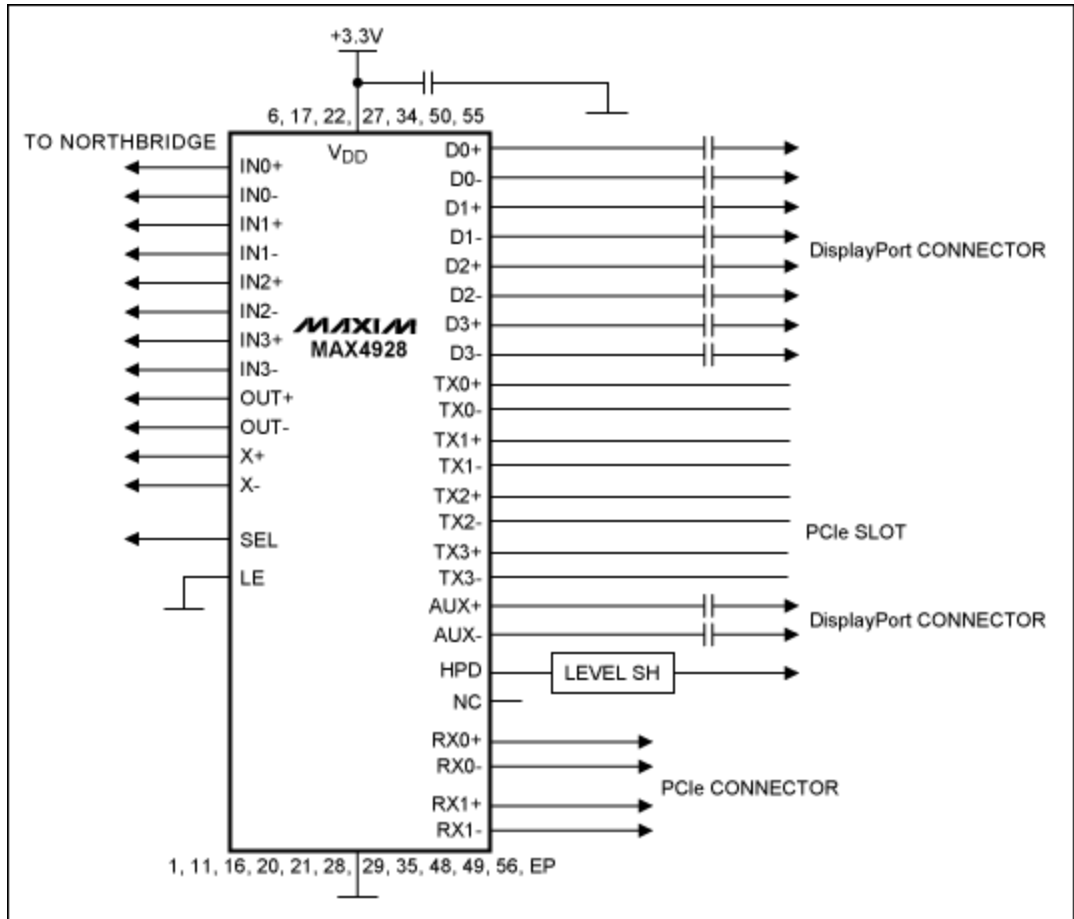 +3.3V
6, 17, 22, 27, 34, 50, 55
TO NORTHBRIDGE
VDD
IN0+
IN0-
IN1+
IN1-
IN2+
IN2-
IN3+
IN3-
OUT+
OUT-
X+
X-
SEL
LE
MAXIM
MAX4928
D0+
D0-
D1+
D1-
D2+
D2-
D3+
D3-
DisplayPort CONNECTOR
TX0+
TX0-
TX1+
TX1-
TX2+
TX2-
TX3+
TX3-
PCIe SLOT
AUX+
AUX-
DisplayPort CONNECTOR
HPD
LEVEL SH
NC
RX0+
RX0-
RX1+
RX1-
PCIe CONNECTOR
1, 11, 16, 20, 21, 28, 29, 35, 48, 49, 56, EP